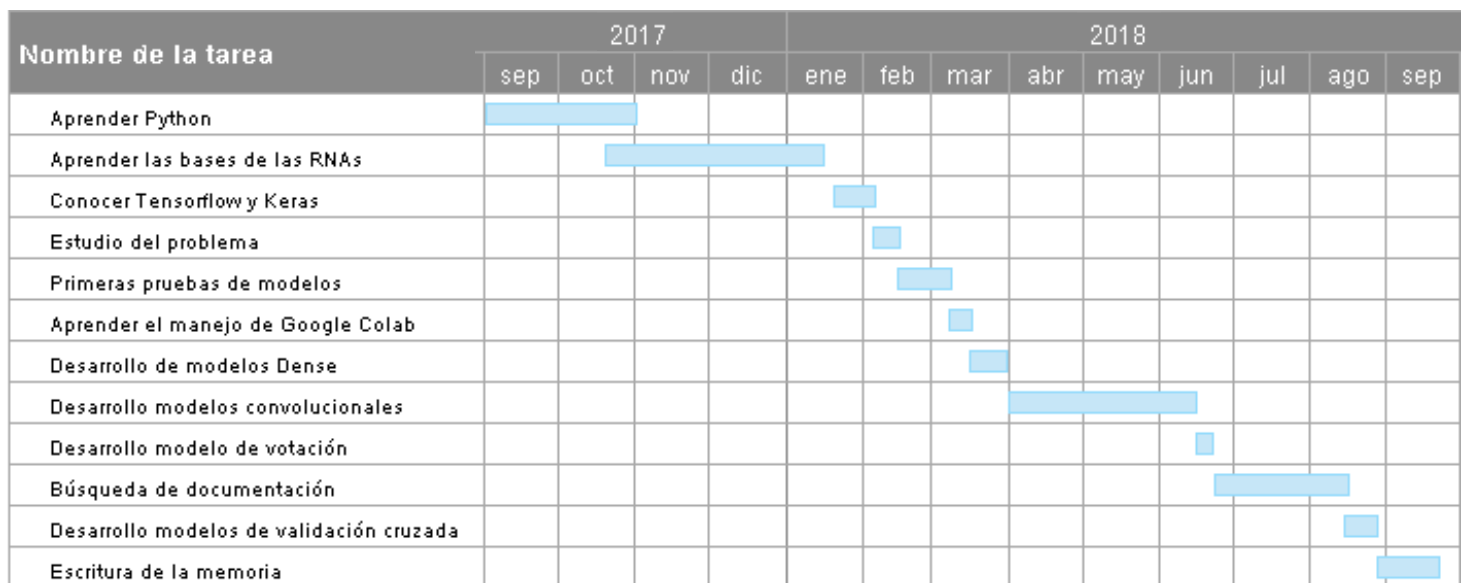 Nombre de la tarea
2017 2018
sep oct nov dic ene feb mar abr may jun jul ago sep
Aprender Python
Aprender las bases de las RNAs
Conocer Tensorflow y Keras
Estudio del problema
Primeras pruebas de modelos
Aprender el manejo de Google Colab
Desarrollo de modelos Dense
Desarrollo modelos convolucionales
Desarrollo modelo de votación
Búsqueda de documentación
Desarrollo modelos de validación cruzada
Escritura de la memoria